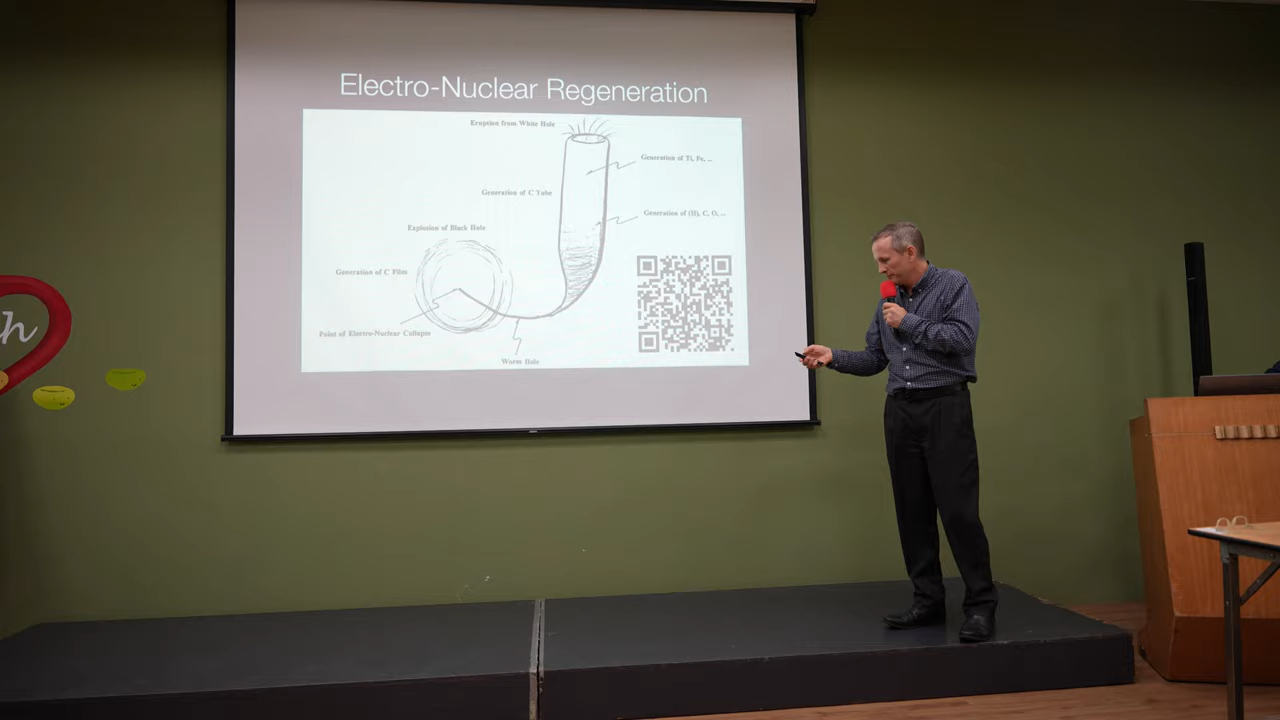 Electro-Nuclear Regeneration
Eruption from White Hole
Generation of Ti, Fe, ...
Generation of C Tube
Generation of (H), C, O, ...
Explosion of Black Hole
Generation of C Film
Point of Electro-Nuclear Collapse
Worm Hole
h